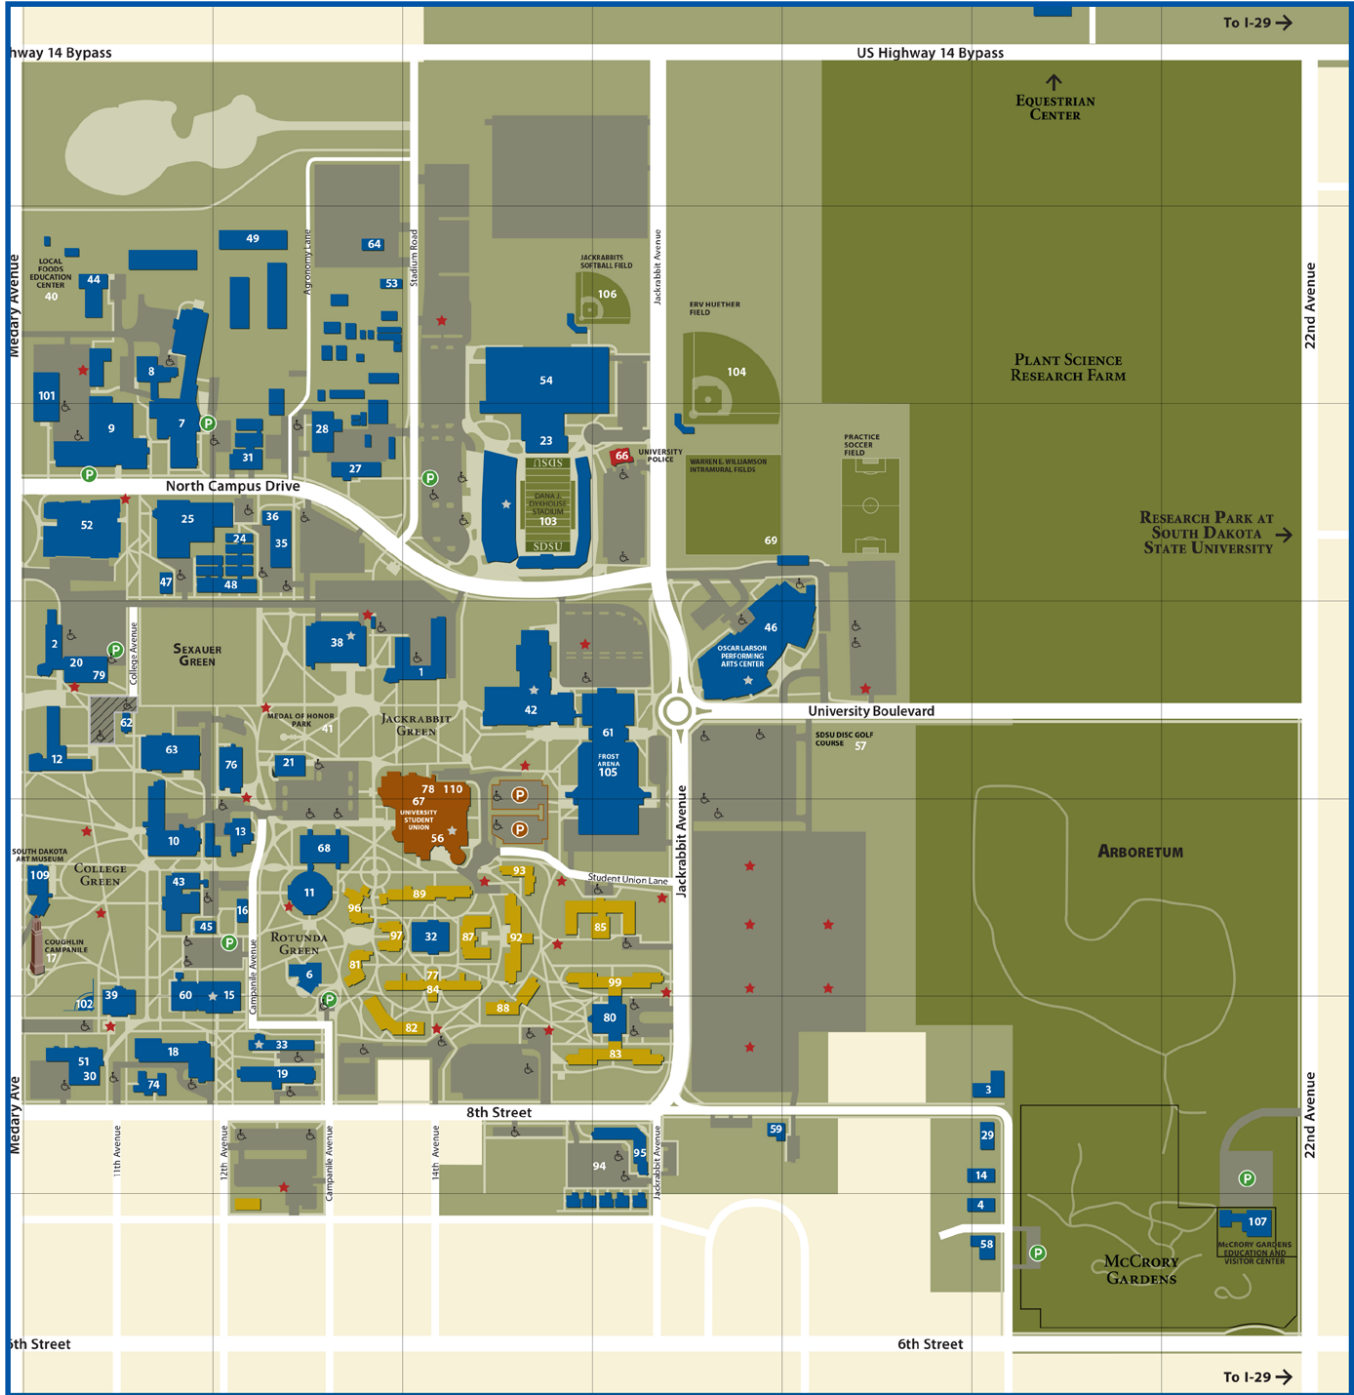 To I-29
hway 14 Bypass
US Highway 14 Bypass
EQUESTRIAN
CENTER
49
64
LOCAL
FOODS
EDUCATION
CENTER
40
44
53
Medary Avenue
Agronomy Lane
Stadium Road
Jackrabbit Avenue
JACKRABBITS
SOFTBALL FIELD
106
22nd Avenue
ERV HUETHER
FIELD
104
PLANT SCIENCE
RESEARCH FARM
8
101
54
9
7
28
31
27
23
66
UNIVERSITY
POLICE
WARREN E. WILLIAMSON
INTRAMURAL FIELDS
PRACTICE
SOCCER
FIELD
P
P
P
North Campus Drive
SDSU
DANA J.
DYKHOUSE
STADIUM
103
SDSU
52
25
36
24
35
47
48
69
RESEARCH PARK AT
SOUTH DAKOTA
STATE UNIVERSITY
2
20
79
P
College Avenue
SEXAUER
GREEN
38
1
46
OSCAR LARSON
PERFORMING
ARTS CENTER
42
University Boulevard
62
MEDAL OF HONOR
PARK
41
JACKRABBIT
GREEN
61
FROST
ARENA
105
SDSU DISC GOLF
COURSE
57
12
63
76
21
78
110
67
UNIVERSITY
STUDENT
UNION
56
P
P
10
13
68
Jackrabbit Avenue
ARBORETUM
SOUTH DAKOTA
ART MUSEUM
109
COLLEGE
GREEN
43
16
45
11
93
Student Union Lane
89
96
97
32
87
92
85
COUGHLIN
CAMPANILE
17
P
Campanile Avenue
ROTUNDA
GREEN
6
81
77
84
99
102
39
60
15
P
82
88
80
83
51
30
18
74
33
19
3
Medary Ave
8th Street
22nd Avenue
11th Avenue
12th Avenue
Campanile Avenue
14th Avenue
Jackrabbit Avenue
94
95
59
29
14
4
58
P
P
107
McCRORY GARDENS
EDUCATION AND
VISITOR CENTER
MCCRORY
GARDENS
6th Street
6th Street
To I-29